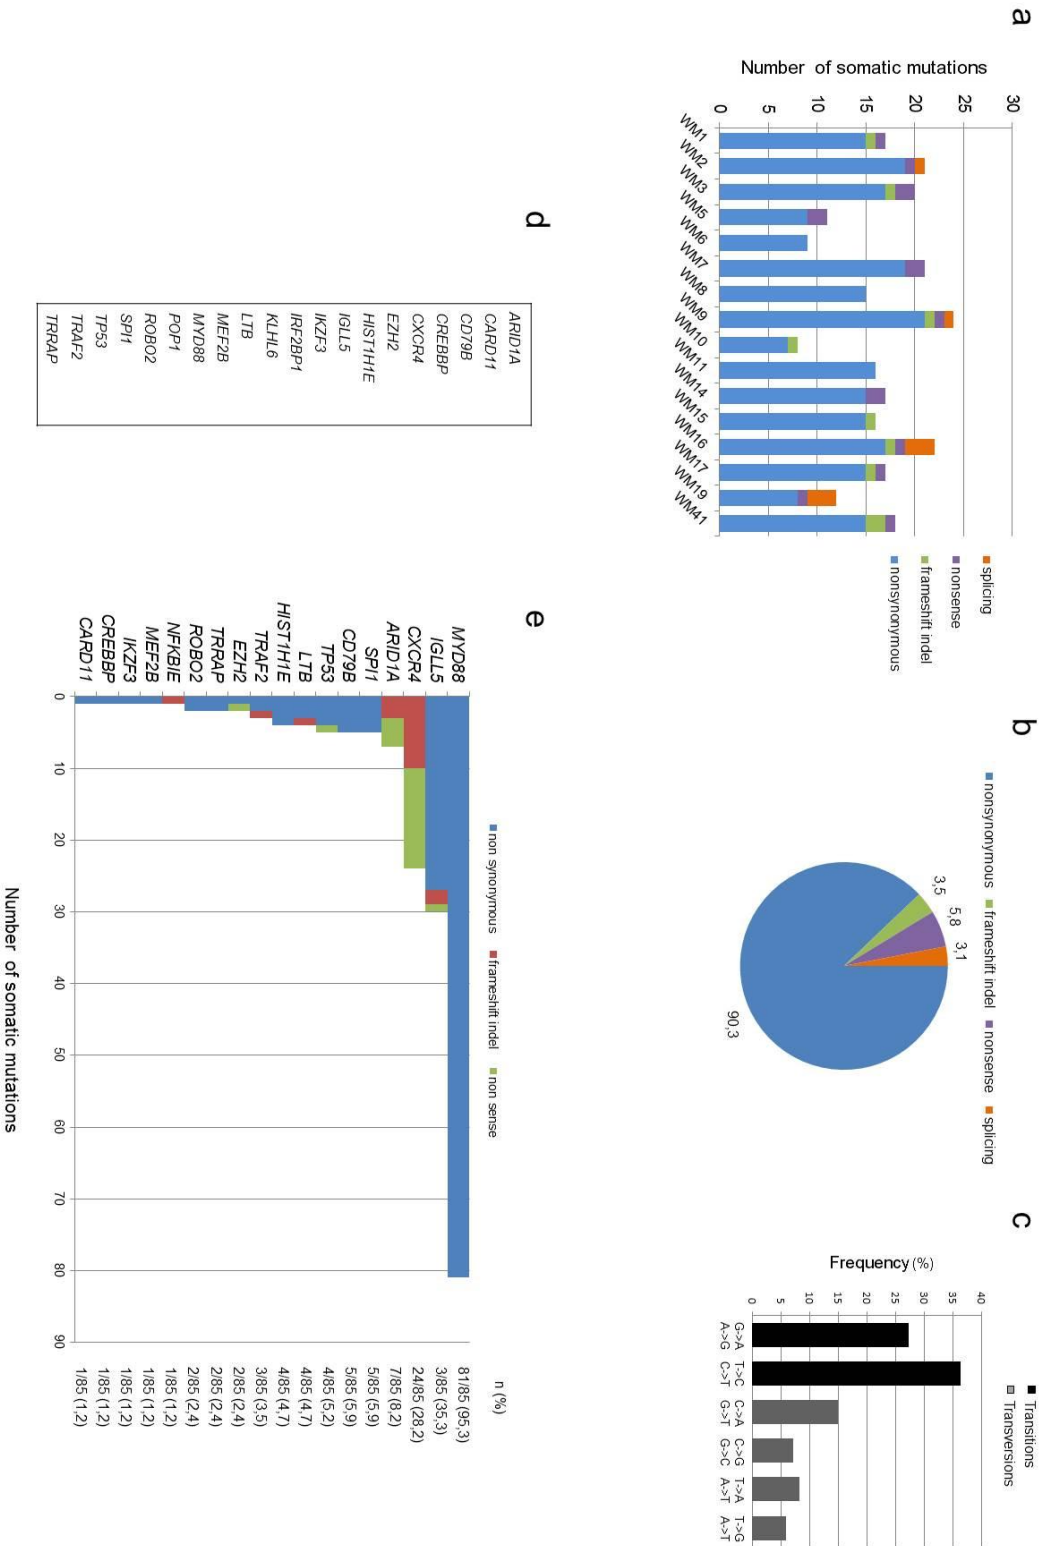 a
Number of somatic mutations
30
25
20
15
10
5
0
WM1
WM2
WM3
WM5
WM6
WM7
WM8
WM9
WM10
WM11
WM14
WM15
WM16
WM17
WM19
WM41
splicing
nonsense
frameshift indel
nonsynonymous
b
nonsynonymous frameshift indel nonsense splicing
3,5
5,8
3,1
90,3
c
Transitions
Transversions
Frequency (%)
40
35
30
25
20
15
10
5
0
G->A T->C C->A C->G T->A T->G
A->G C->T G->T G->C A->T A->T
d
ARID1A
CARD11
CD79B
CREBBP
CXCR4
EZH2
HIST1H1E
IGLL5
IKZF3
IRF2BP1
KLHL6
LTB
MEF2B
MYD88
POP1
ROBO2
SPI1
TP53
TRAF2
TRRAP
e
non synonymous frameshift indel non sense
n (%)
MYD88 81/85 (95,3)
IGLL5 3/85 (35,3)
CXCR4 24/85 (28,2)
ARID1A 7/85 (8,2)
SPI1 5/85 (5,9)
CD79B 5/85 (5,9)
TP53 4/85 (5,2)
LTB 4/85 (4,7)
HIST1H1E 4/85 (4,7)
TRAF2 3/85 (3,5)
EZH2 2/85 (2,4)
TRRAP 2/85 (2,4)
ROBO2 2/85 (2,4)
NFKBIE 1/85 (1,2)
MEF2B 1/85 (1,2)
IKZF3 1/85 (1,2)
CREBBP 1/85 (1,2)
CARD11 1/85 (1,2)
0 10 20 30 40 50 60 70 80 90
Number of somatic mutations